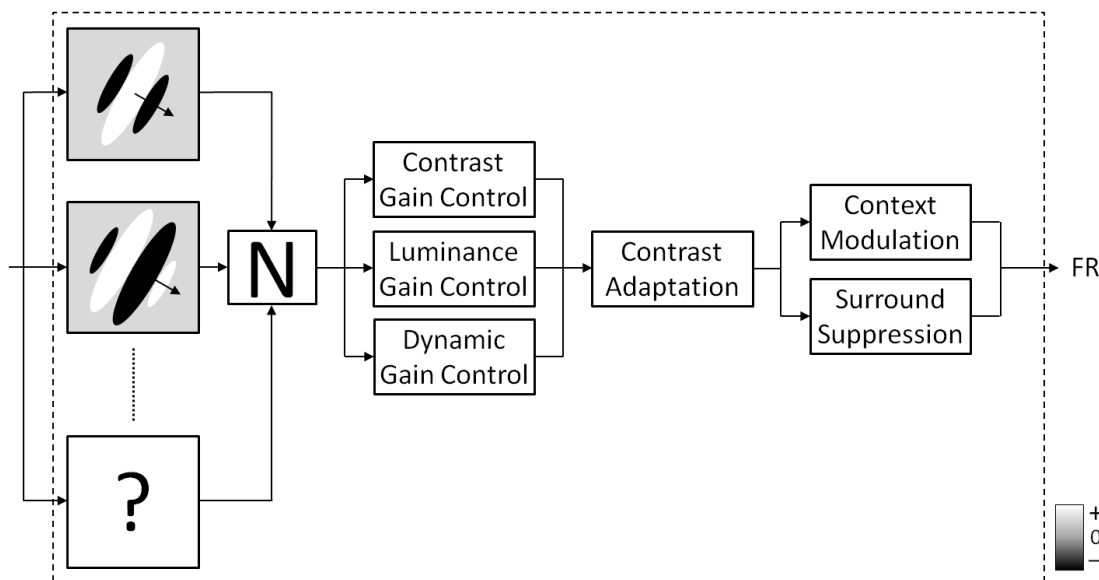 Contrast
Gain Control
Context
Modulation
N
Luminance
Gain Control
Contrast
Adaptation
FR
Surround
Suppression
Dynamic
Gain Control
?
+
0
−